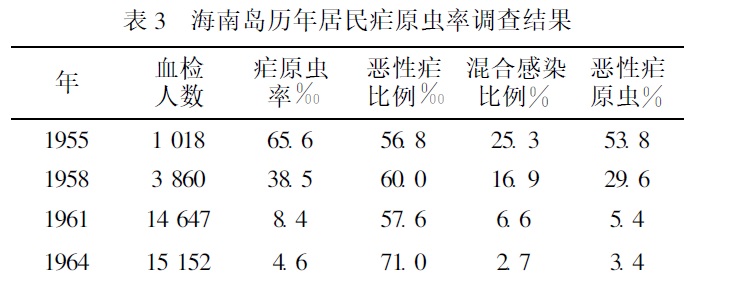 表 3 海南岛历年居民疟原虫率调查结果
年 血检人数 疟原虫率‰ 恶性疟比例‰ 混合感染比例% 恶性疟原虫%
1955 1 018 65.6 56.8 25.3 53.8
1958 3 860 38.5 60.0 16.9 29.6
1961 14 647 8.4 57.6 6.6 5.4
1964 15 152 4.6 71.0 2.7 3.4